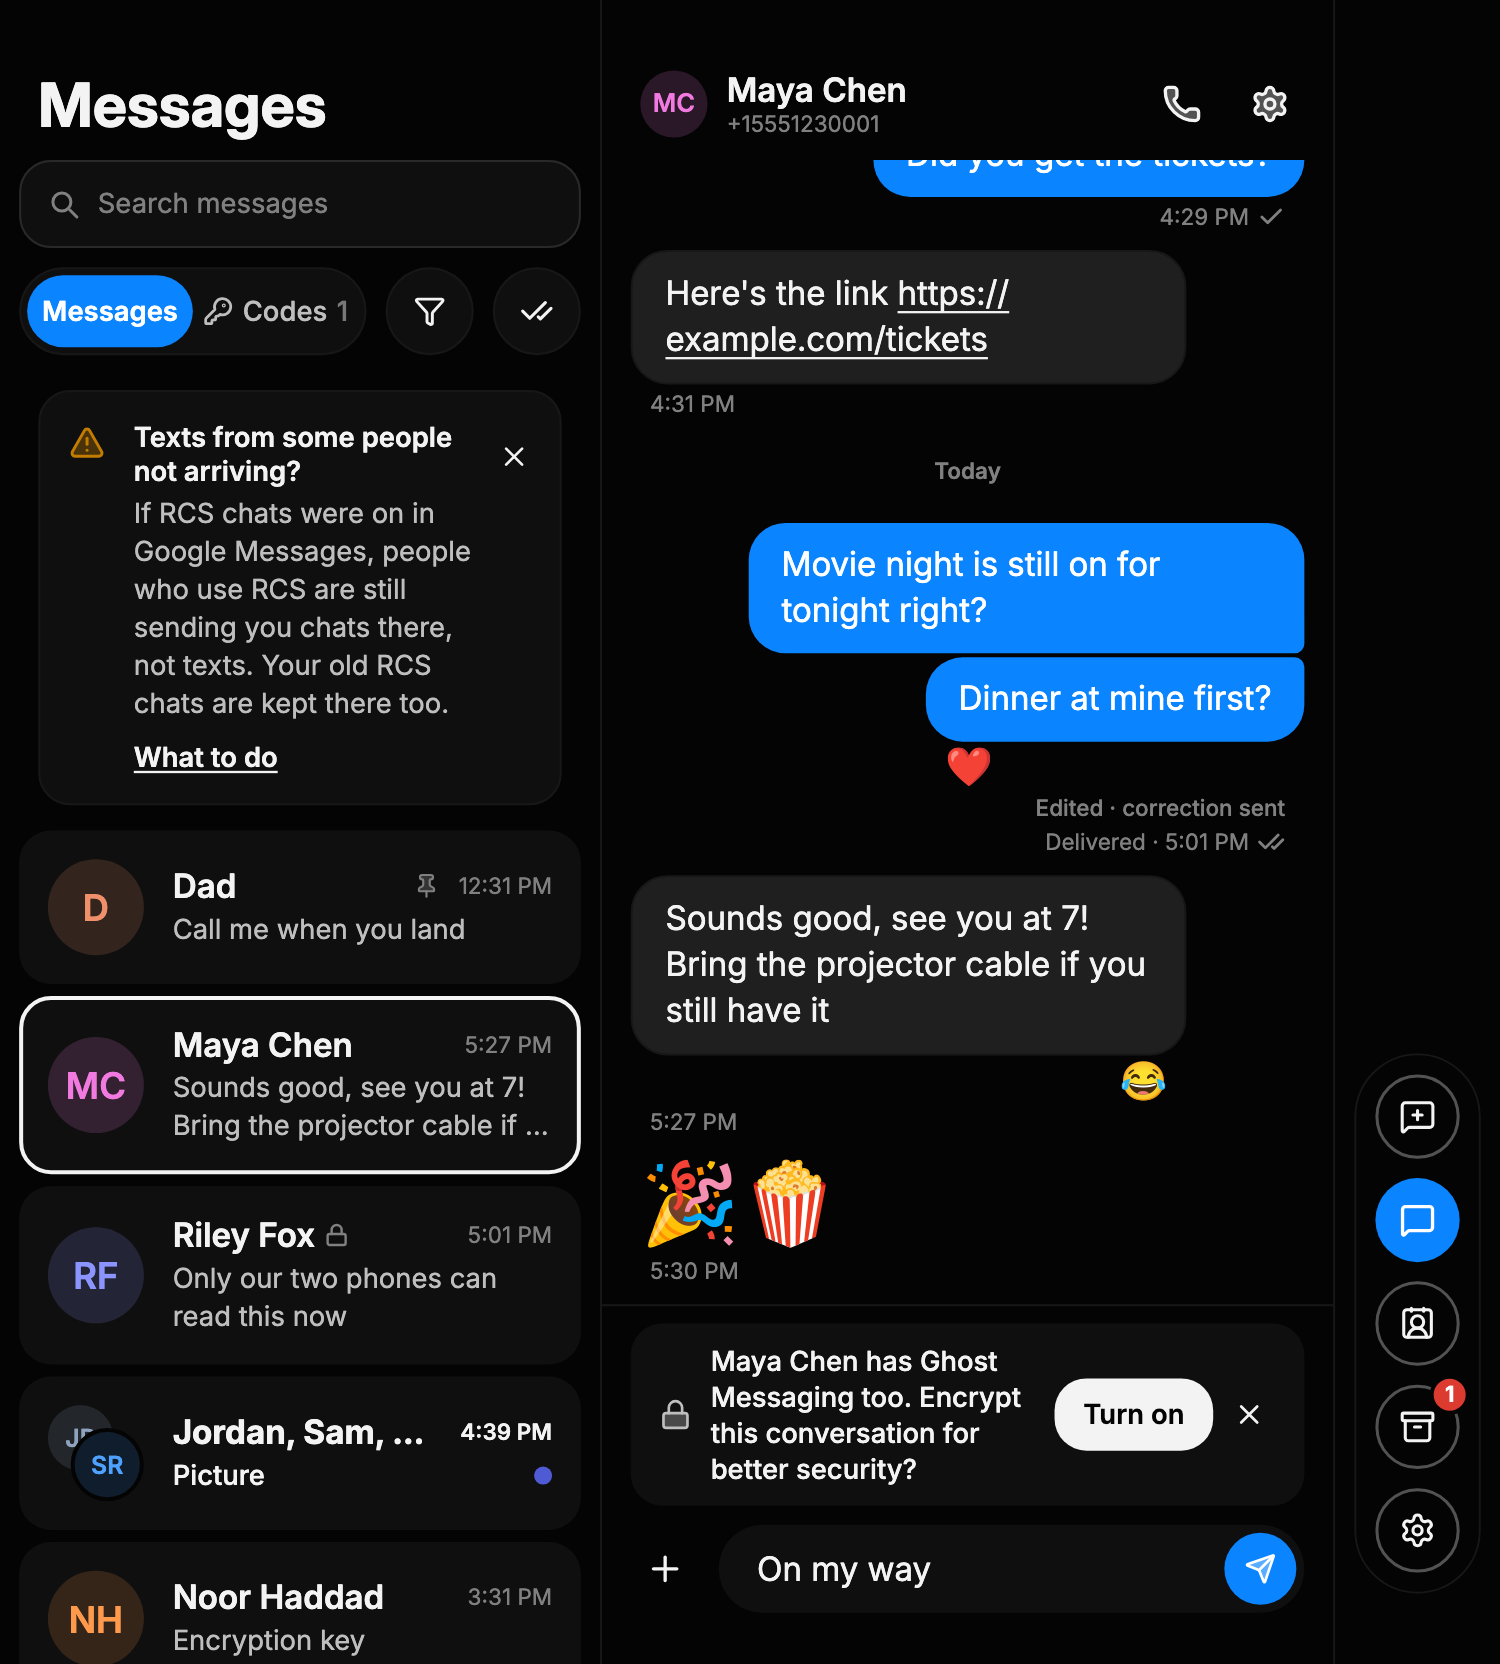 Messages
Search messages
Messages
Codes 1
Texts from some people
not arriving?
If RCS chats were on in
Google Messages, people
who use RCS are still
sending you chats there,
not texts. Your old RCS
chats are kept there too.
What to do
D
Dad
12:31 PM
Call me when you land
MC
Maya Chen
5:27 PM
Sounds good, see you at 7!
Bring the projector cable if ...
RF
Riley Fox
5:01 PM
Only our two phones can
read this now
SR
Jordan, Sam, ...
4:39 PM
Picture
NH
Noor Haddad
3:31 PM
Encryption key
MC
Maya Chen
+15551230001
Did you get the tickets?
4:29 PM
Here's the link https://
example.com/tickets
4:31 PM
Today
Movie night is still on for
tonight right?
Dinner at mine first?
Edited · correction sent
Delivered · 5:01 PM
Sounds good, see you at 7!
Bring the projector cable if you
still have it
5:27 PM
5:30 PM
Maya Chen has Ghost
Messaging too. Encrypt
this conversation for
better security?
Turn on
On my way
1